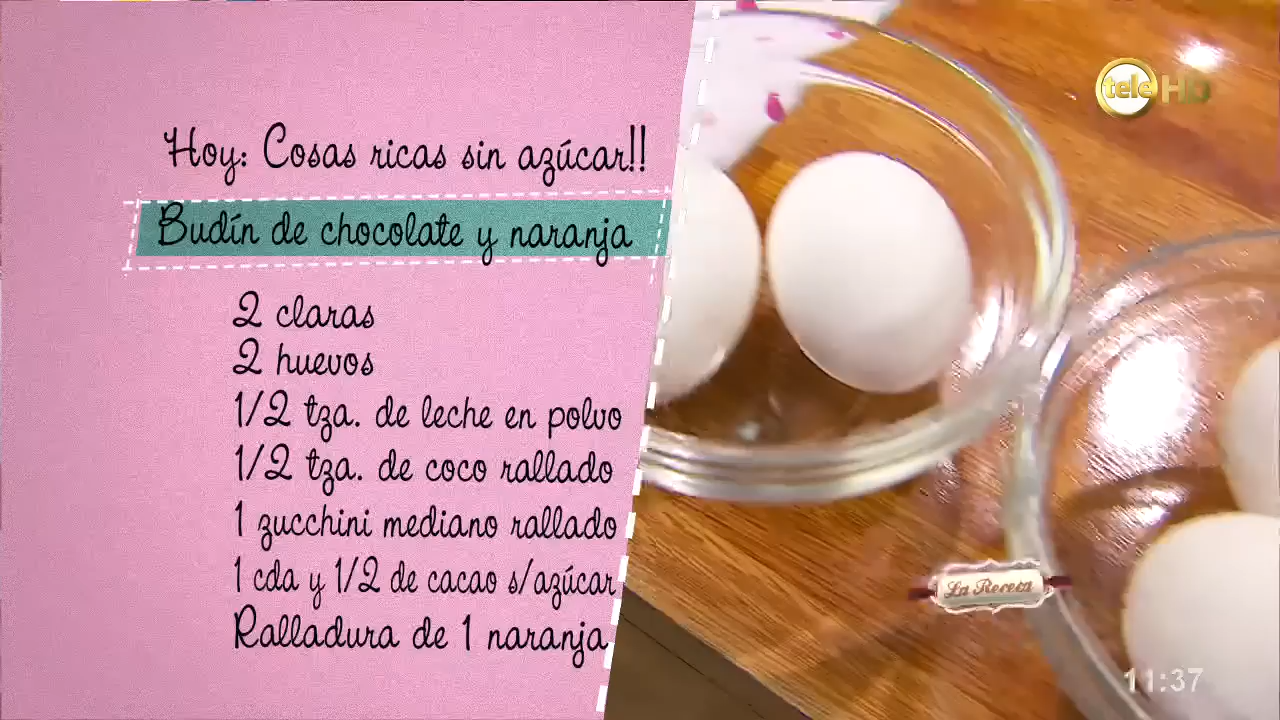 Hoy: Cosas ricas sin azúcar!!
Budín de chocolate y naranja
2 claras
2 huevos
1/2 tza. de leche en polvo
1/2 tza. de coco rallado
1 zucchini mediano rallado
1 cda y 1/2 de cacao s/azúcar
Ralladura de 1 naranja
tele HD
La Receta
11:37